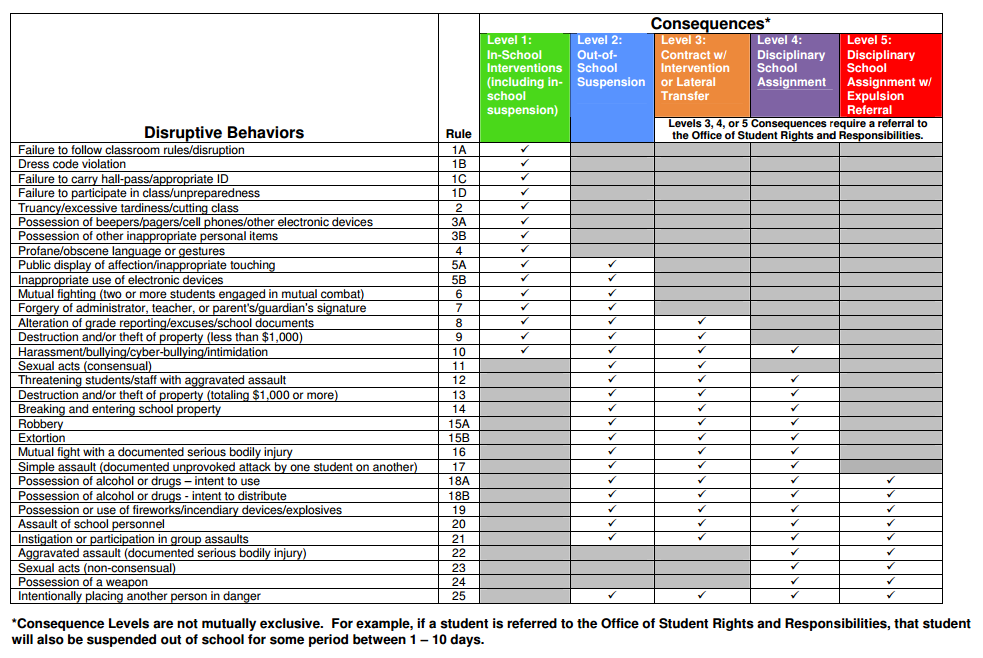 Consequences*
Level 1: In-School Interventions (including in-school suspension)
Level 2: Out-of-School Suspension
Level 3: Contract w/ Intervention or Lateral Transfer
Level 4: Disciplinary School Assignment
Level 5: Disciplinary School Assignment w/ Expulsion Referral
Disruptive Behaviors Rule
Levels 3, 4, or 5 Consequences require a referral to
the Office of Student Rights and Responsibilities.
Failure to follow classroom rules/disruption 1A ✓
Dress code violation 1B ✓
Failure to carry hall-pass/appropriate ID 1C ✓
Failure to participate in class/unpreparedness 1D ✓
Truancy/excessive tardiness/cutting class 2 ✓
Possession of beepers/pagers/cell phones/other electronic devices 3A ✓
Possession of other inappropriate personal items 3B ✓
Profane/obscene language or gestures 4 ✓
Public display of affection/inappropriate touching 5A ✓ ✓
Inappropriate use of electronic devices 5B ✓ ✓
Mutual fighting (two or more students engaged in mutual combat) 6 ✓ ✓
Forgery of administrator, teacher, or parent's/guardian's signature 7 ✓ ✓
Alteration of grade reporting/excuses/school documents 8 ✓ ✓ ✓
Destruction and/or theft of property (less than $1,000) 9 ✓ ✓ ✓
Harassment/bullying/cyber-bullying/intimidation 10 ✓ ✓ ✓ ✓
Sexual acts (consensual) 11 ✓ ✓
Threatening students/staff with aggravated assault 12 ✓ ✓ ✓
Destruction and/or theft of property (totaling $1,000 or more) 13 ✓ ✓ ✓
Breaking and entering school property 14 ✓ ✓ ✓
Robbery 15A ✓ ✓ ✓
Extortion 15B ✓ ✓ ✓
Mutual fight with a documented serious bodily injury 16 ✓ ✓ ✓
Simple assault (documented unprovoked attack by one student on another) 17 ✓ ✓ ✓
Possession of alcohol or drugs – intent to use 18A ✓ ✓ ✓ ✓
Possession of alcohol or drugs - intent to distribute 18B ✓ ✓ ✓ ✓
Possession or use of fireworks/incendiary devices/explosives 19 ✓ ✓ ✓ ✓
Assault of school personnel 20 ✓ ✓ ✓ ✓
Instigation or participation in group assaults 21 ✓ ✓ ✓ ✓
Aggravated assault (documented serious bodily injury) 22 ✓ ✓
Sexual acts (non-consensual) 23 ✓ ✓
Possession of a weapon 24 ✓ ✓
Intentionally placing another person in danger 25 ✓ ✓ ✓ ✓
*Consequence Levels are not mutually exclusive. For example, if a student is referred to the Office of Student Rights and Responsibilities, that student
will also be suspended out of school for some period between 1 – 10 days.